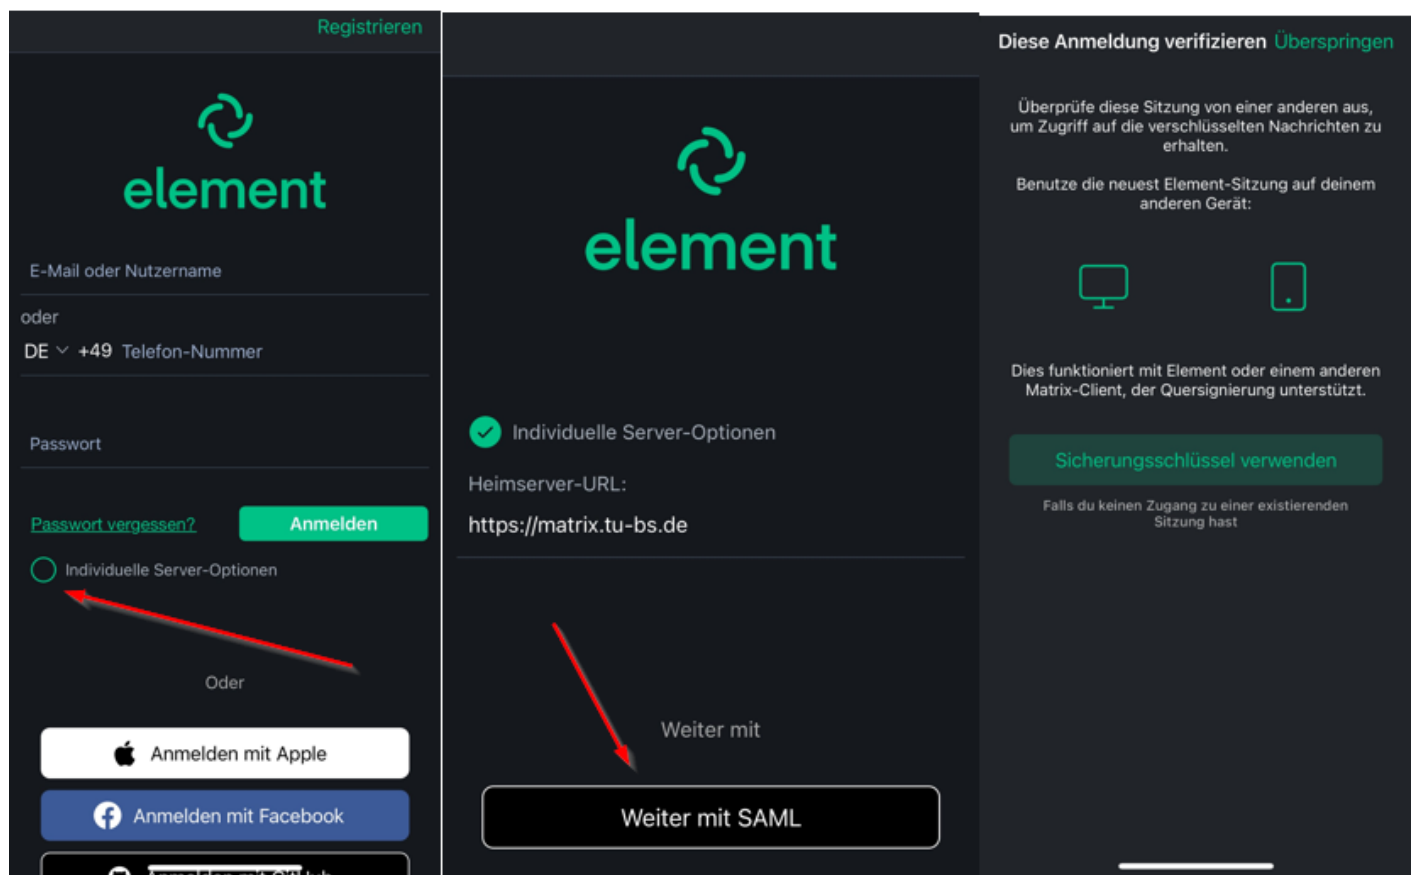 Registrieren
element
E-Mail oder Nutzername
oder
DE +49 Telefon-Nummer
Passwort
Passwort vergessen?
Anmelden
Individuelle Server-Optionen
Oder
Anmelden mit Apple
Anmelden mit Facebook
element
Individuelle Server-Optionen
Heimserver-URL:
https://matrix.tu-bs.de
Weiter mit
Weiter mit SAML
Diese Anmeldung verifizieren Überspringen
Überprüfe diese Sitzung von einer anderen aus,
um Zugriff auf die verschlüsselten Nachrichten zu
erhalten.
Benutze die neuest Element-Sitzung auf deinem
anderen Gerät:
Dies funktioniert mit Element oder einem anderen
Matrix-Client, der Quersignierung unterstützt.
Sicherungsschlüssel verwenden
Falls du keinen Zugang zu einer existierenden
Sitzung hast